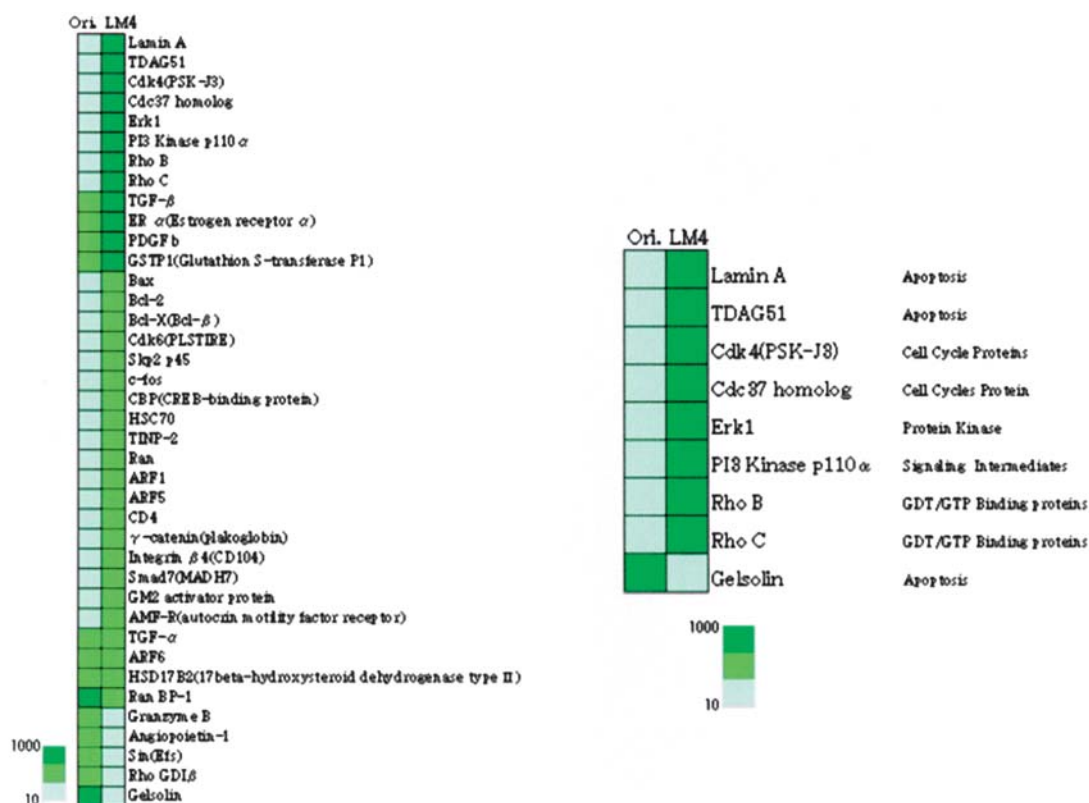 Ori. LM4
Lamin A
TDAG51
Cdk4(PSK-J3)
Cdc37 homolog
Erk1
PI3 Kinase p110 α
Rho B
Rho C
TGF-β
ER α(Estrogen receptor α)
PDGFb
GSTP1(Glutathion S-transferase P1)
Bax
Bcl-2
Bcl-X(Bcl-β)
Cdk6(PLSTIRE)
Skp2 p45
c-fos
CBP(CREB-binding protein)
HSC70
TINP-2
Ran
ARF1
ARF5
CD4
γ-catenin(plakoglobin)
Integrin β4(CD104)
Smad7(MADH7)
GM2 activator protein
AMF-R(autocrin motility factor receptor)
TGF-α
ARF6
HSD17B2(17beta-hydroxysteroid dehydrogenase type II)
Ran BP-1
Granzyme B
Angiopoietin-1
Sin(Efs)
Rho GDIβ
Gelsolin
1000
10
Ori. LM4
Lamin A Apoptosis
TDAG51 Apoptosis
Cdk4(PSK-J3) Cell Cycle Proteins
Cdc37 homolog Cell Cycles Protein
Erk1 Protein Kinase
PI3 Kinase p110α Signaling Intermediates
Rho B GDT/GTP Binding proteins
Rho C GDT/GTP Binding proteins
Gelsolin Apoptosis
1000
10